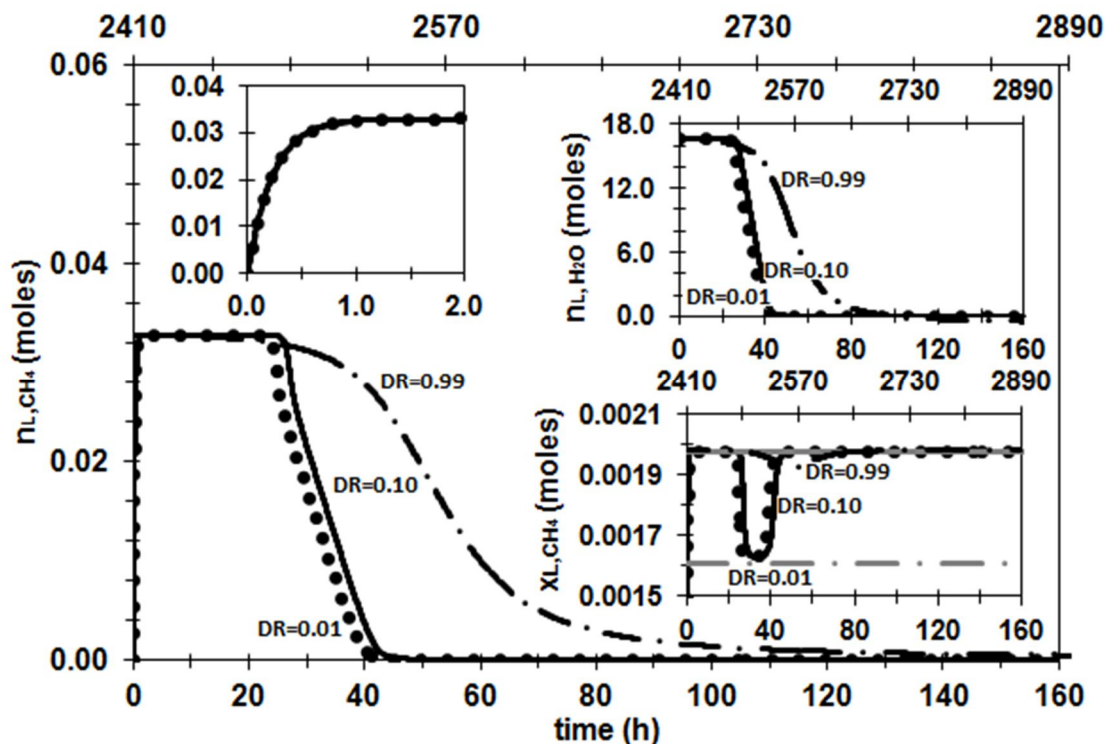 2410 2570 2730 2890
0.06
0.04
0.02
0.00
nL,CH4 (moles)
0 20 40 60 80 100 120 140 160
time (h)
DR=0.99
DR=0.10
DR=0.01
0.04
0.03
0.02
0.01
0.00
0.0 1.0 2.0
2410 2570 2730 2890
18.0
12.0
6.0
0.0
nL,H2O (moles)
DR=0.99
DR=0.10
DR=0.01
0 40 80 120 160
2410 2570 2730 2890
0.0021
0.0019
0.0017
0.0015
XL,CH4 (moles)
DR=0.99
DR=0.10
DR=0.01
0 40 80 120 160